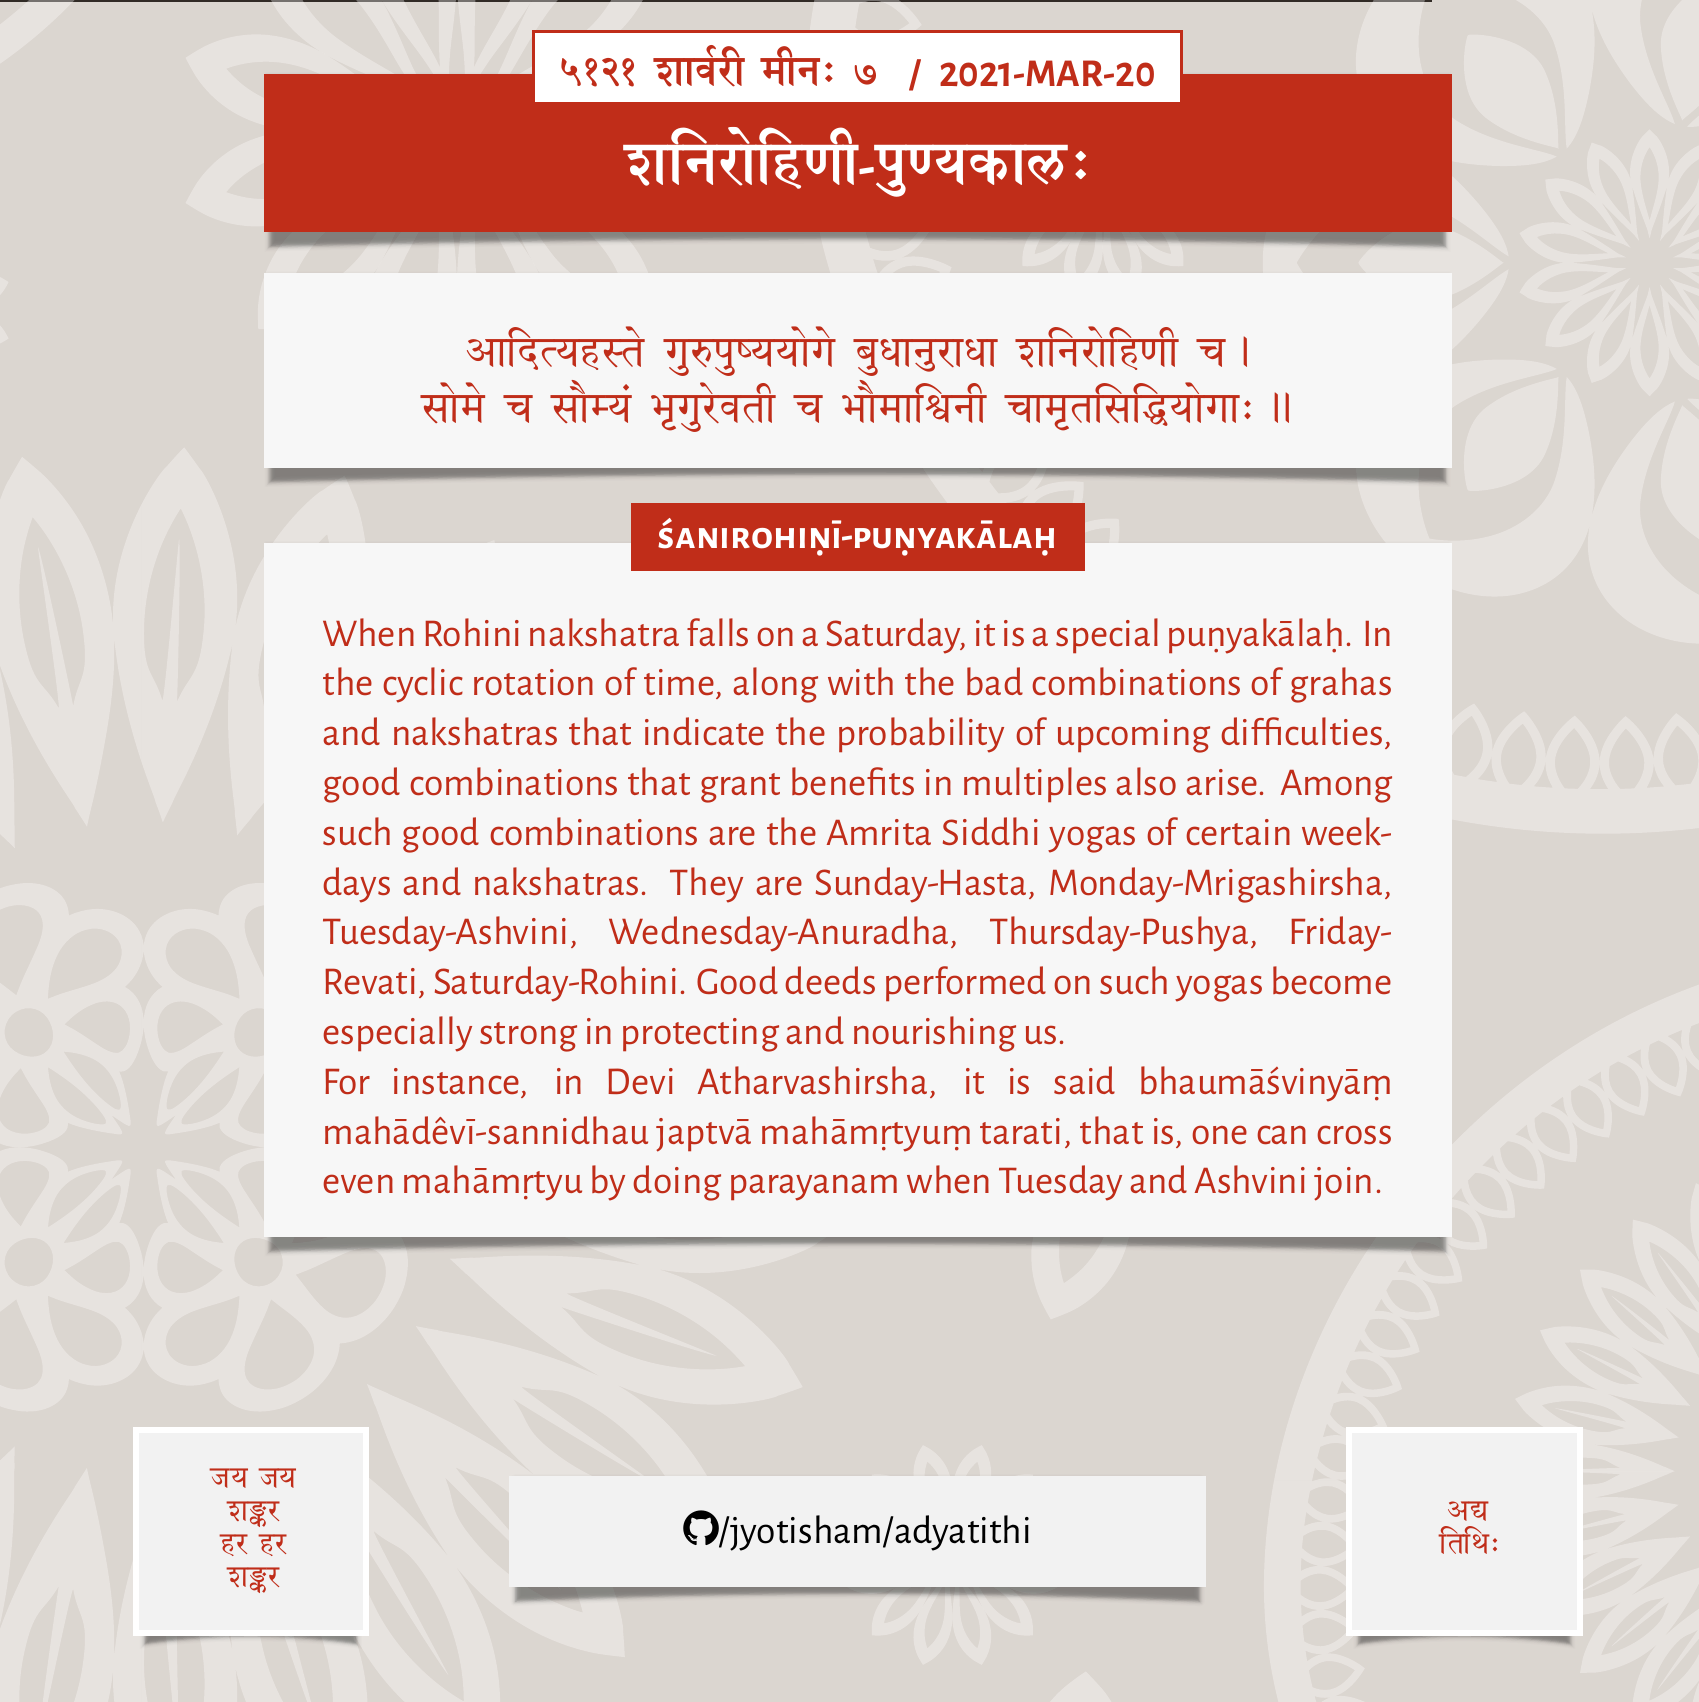 ५१२१ शार्वरी मीनः ७ / 2021-MAR-20
शनिरोहिणी-पुण्यकालः
आदित्यहस्ते गुरुपुष्ययोगे बुधानुराधा शनिरोहिणी च।
सोमे च सौम्यं भृगुरेवती च भौमाश्विनी चामृतसिद्धियोगाः ॥
ŚANIROHIṆĪ-PUṆYAKĀLAḤ
When Rohini nakshatra falls on a Saturday, it is a special puṇyakālaḥ. In
the cyclic rotation of time, along with the bad combinations of grahas
and nakshatras that indicate the probability of upcoming difficulties,
good combinations that grant benefits in multiples also arise. Among
such good combinations are the Amrita Siddhi yogas of certain week-
days and nakshatras. They are Sunday-Hasta, Monday-Mrigashirsha,
Tuesday-Ashvini, Wednesday-Anuradha, Thursday-Pushya, Friday-
Revati, Saturday-Rohini. Good deeds performed on such yogas become
especially strong in protecting and nourishing us.
For instance, in Devi Atharvashirsha, it is said bhaumāśvinyāṃ
mahādêvī-sannidhau japtvā mahāmṛtyuṃ tarati, that is, one can cross
even mahāmṛtyu by doing parayanam when Tuesday and Ashvini join.
जय जय
शङ्कर
हर हर
शङ्कर
/jyotisham/adyatithi
अद्य
तिथिः